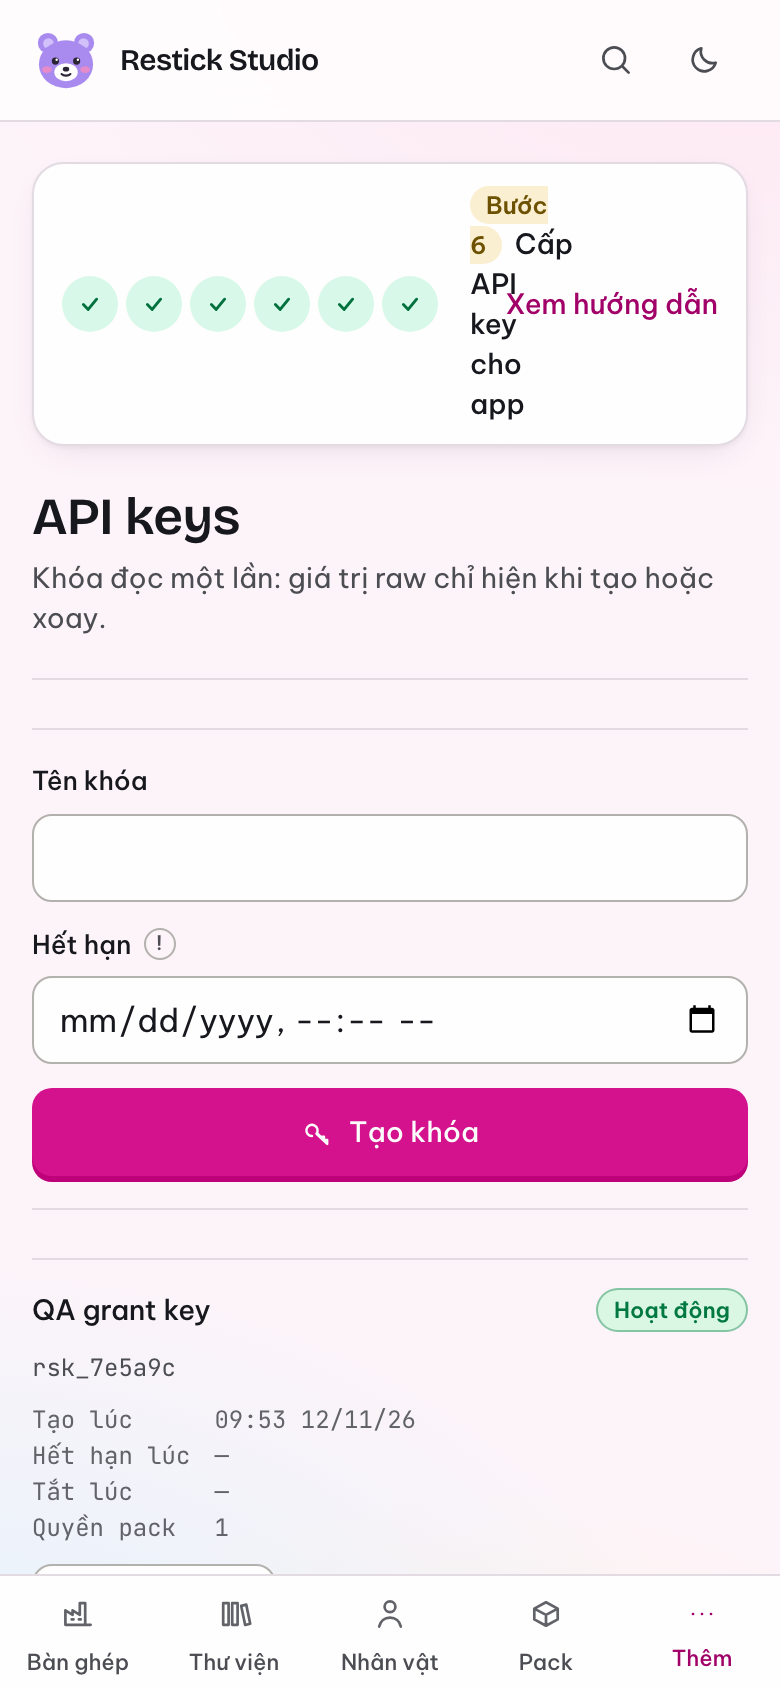 Restick Studio
Bước
6 Cấp
API
key
cho
app
Xem hướng dẫn
API keys
Khóa đọc một lần: giá trị raw chỉ hiện khi tạo hoặc
xoay.
Tên khóa
Hết hạn !
mm/dd/yyyy, --:-- --
Tạo khóa
QA grant key
Hoạt động
rsk_7e5a9c
Tạo lúc 09:53 12/11/26
Hết hạn lúc —
Tắt lúc —
Quyền pack 1
Bàn ghép
Thư viện
Nhân vật
Pack
Thêm